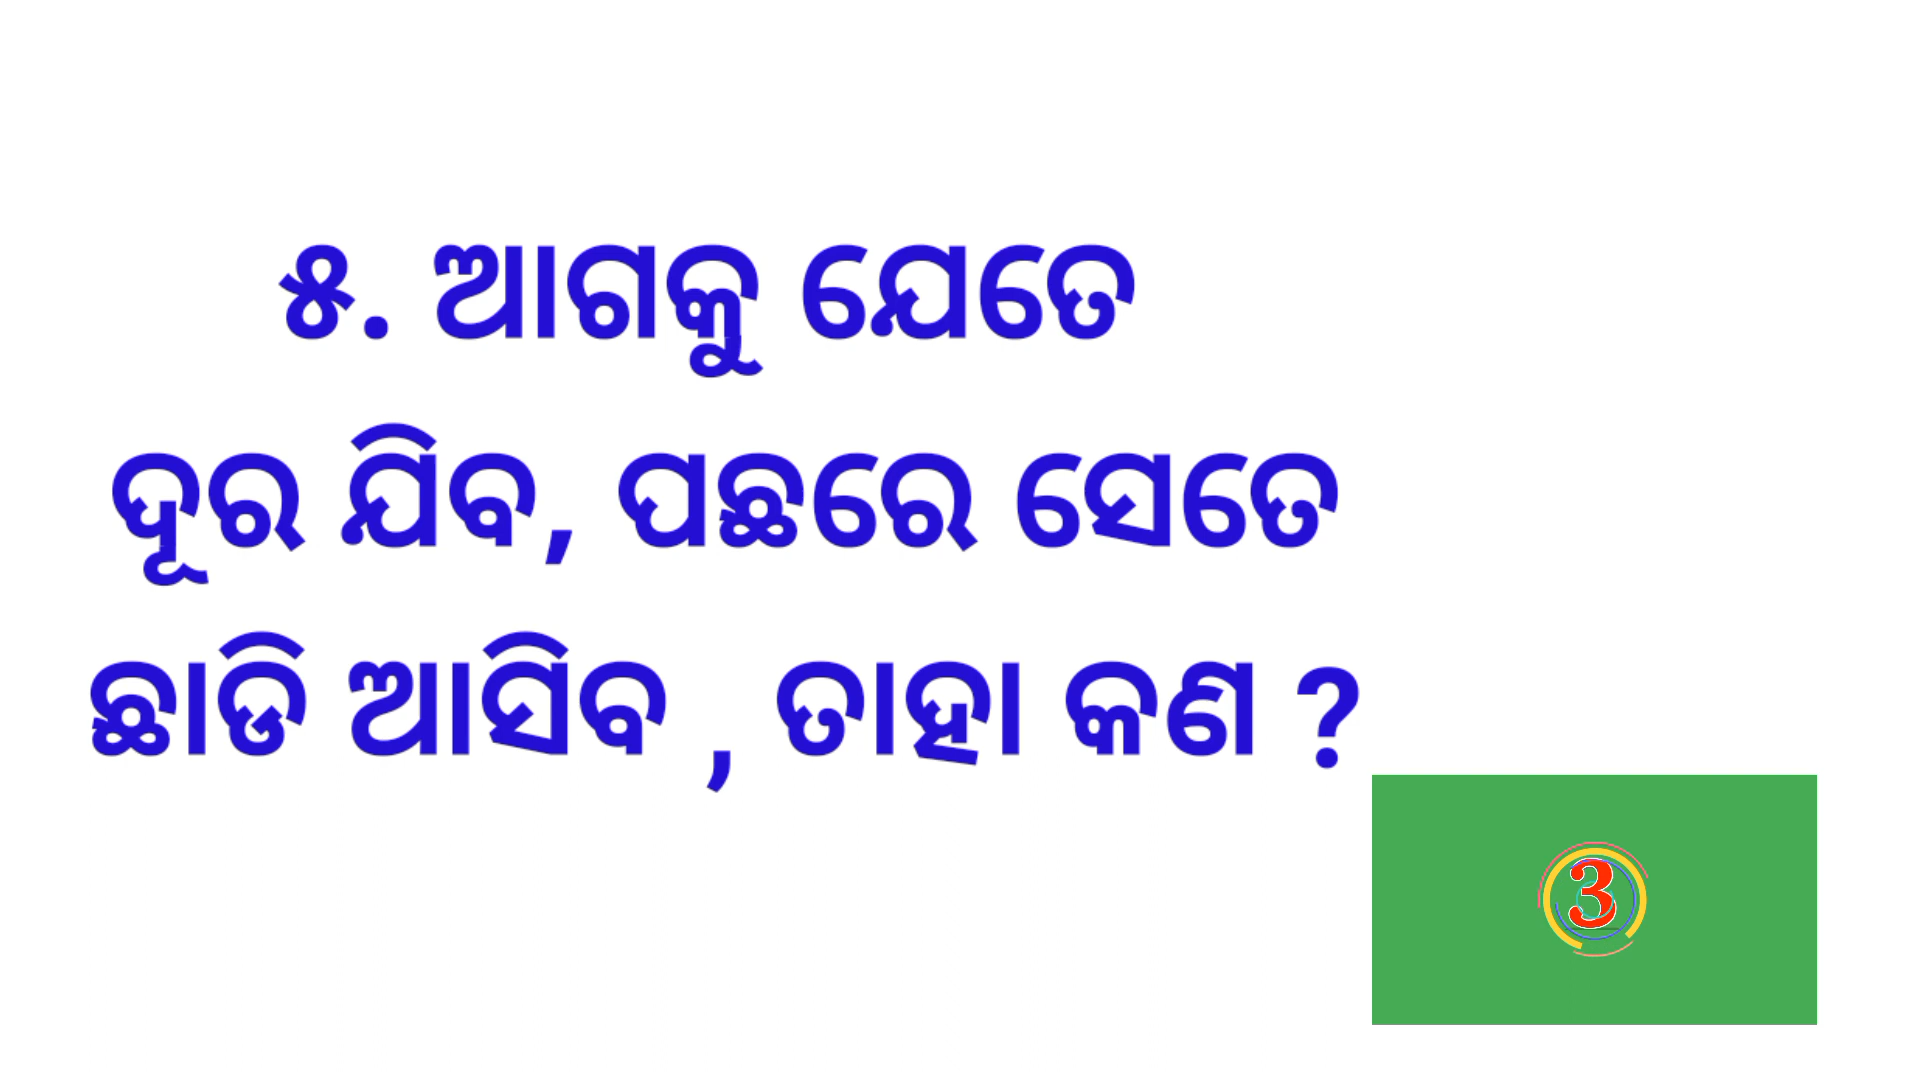 ୫. ଆଗକୁ ଯେତେ
ଦୂର ଯିବ, ପଛରେ ସେତେ
ଛାଡି ଆସିବ , ତାହା କଣ ?
3